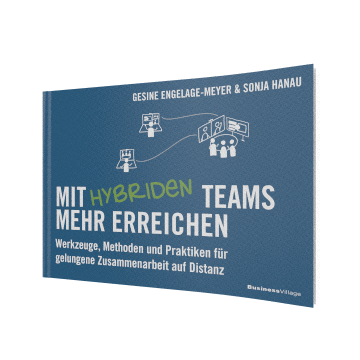 GESINE ENGELAGE-MEYER & SONJA HANAU
MIT HYBRIDEN TEAMS
MEHR ERREICHEN
Werkzeuge, Methoden und Praktiken für
gelungene Zusammenarbeit auf Distanz
BusinessVillage